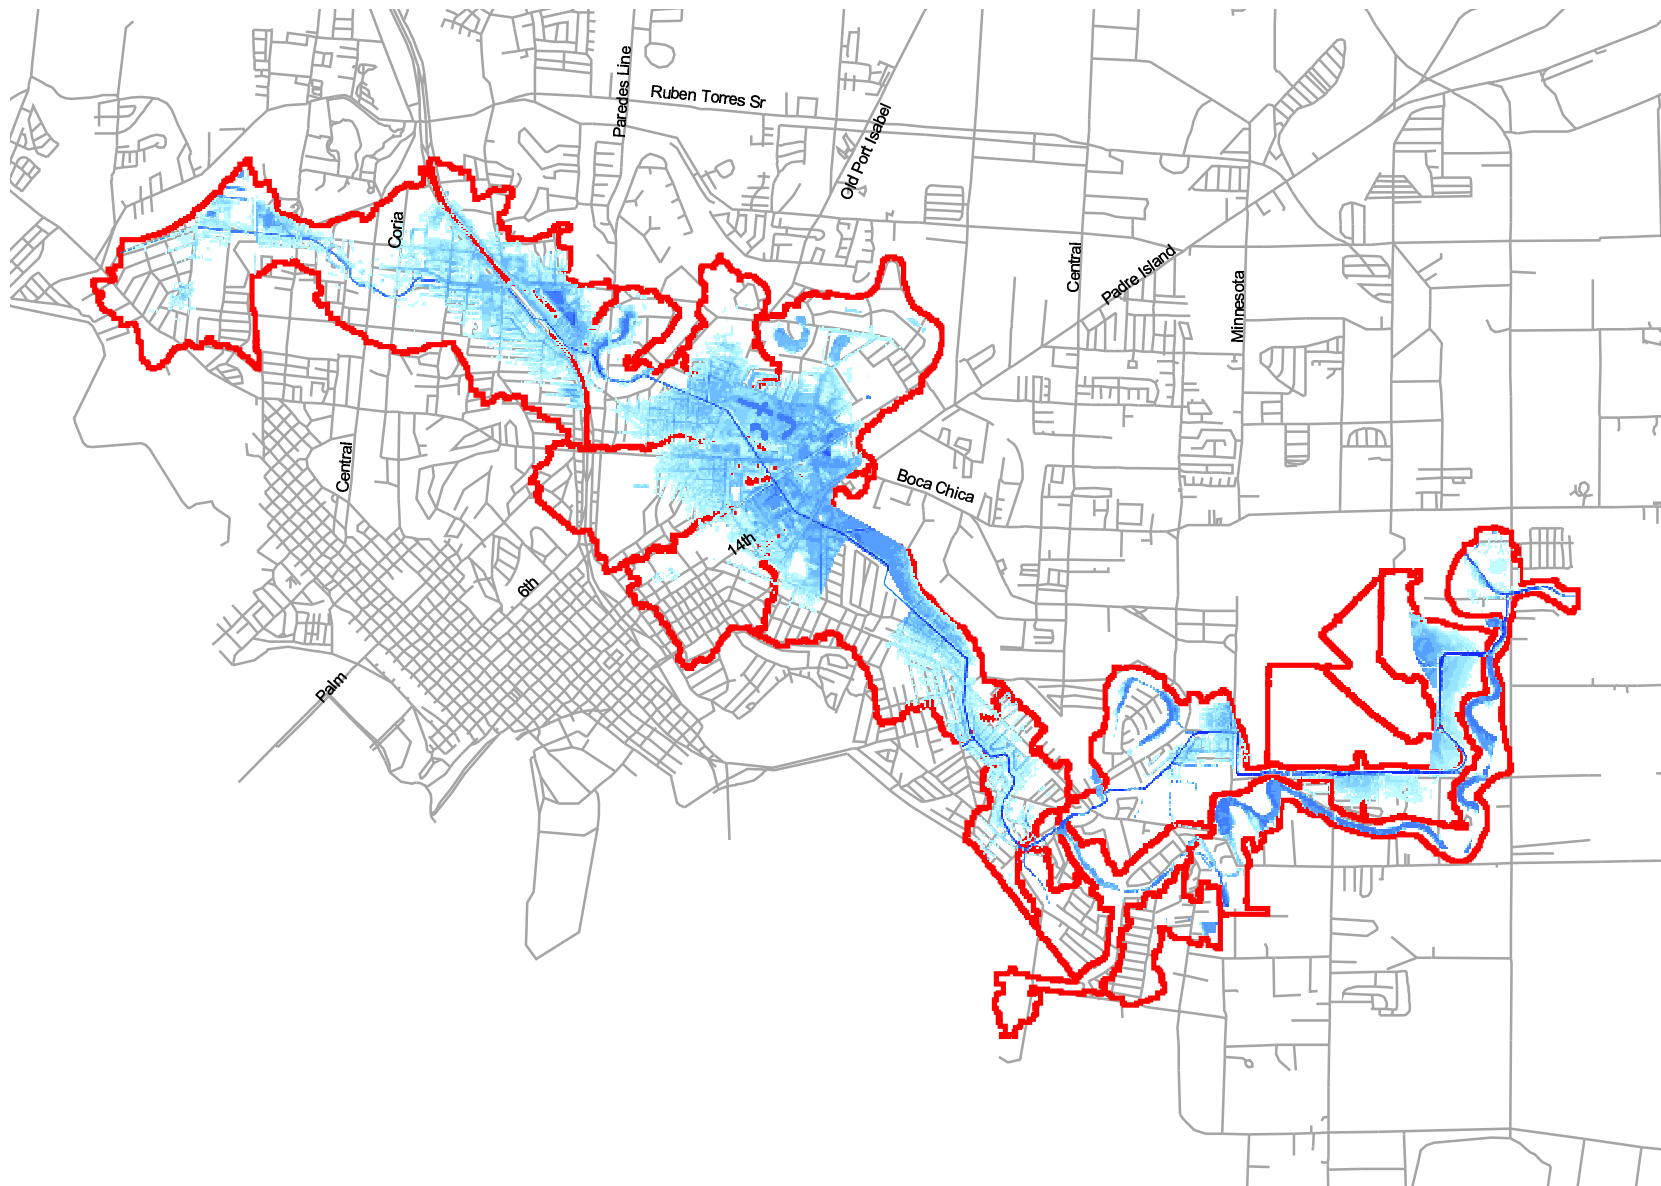 Paredes Line
Ruben Torres Sr
Old Port Isabel
Coria
Central
Padre Island
Minnesota
Central
Boca Chica
14th
6th
Palm